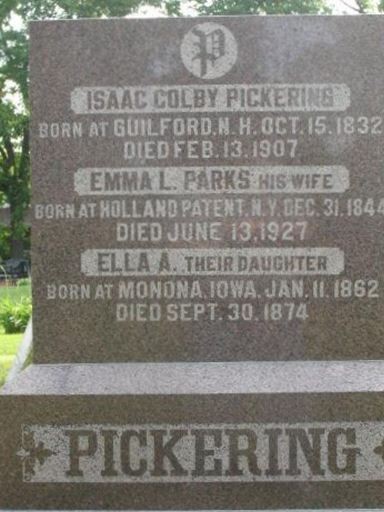 P
ISAAC COLBY PICKERING
BORN AT GUILFORD, N.H. OCT. 15, 1832
DIED FEB. 13, 1907
EMMA L. PARKS HIS WIFE
BORN AT HOLLAND PATENT, N.Y. DEC. 31, 1844
DIED JUNE 13, 1927
ELLA A. THEIR DAUGHTER
BORN AT MONONA, IOWA. JAN. 11, 1862
DIED SEPT. 30, 1874
PICKERING